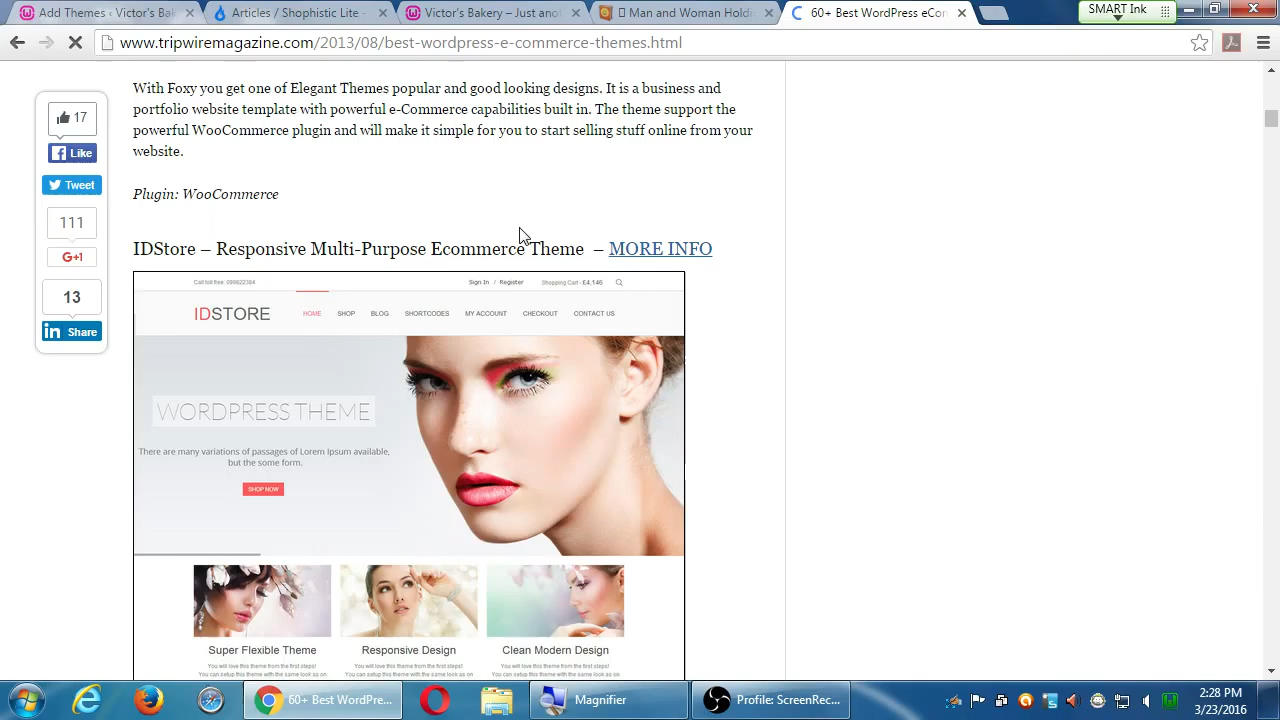 Add Themes ‹ Victor's Bak
Articles / Shophistic Lite -
Victor's Bakery – Just anot
Man and Woman Holdi
60+ Best WordPress eCom
SMART Ink
www.tripwiremagazine.com/2013/08/best-wordpress-e-commerce-themes.html
With Foxy you get one of Elegant Themes popular and good looking designs. It is a business and
portfolio website template with powerful e-Commerce capabilities built in. The theme support the
powerful WooCommerce plugin and will make it simple for you to start selling stuff online from your
website.
Plugin: WooCommerce
17
Like
Tweet
111
G+1
13
in Share
IDStore – Responsive Multi-Purpose Ecommerce Theme – MORE INFO
Call toll free: 099822384
Sign In / Register
Shopping Cart - £4,146
IDSTORE
HOME SHOP BLOG SHORTCODES MY ACCOUNT CHECKOUT CONTACT US
WORDPRESS THEME
There are many variations of passages of Lorem Ipsum available,
but the some form.
SHOP NOW
Super Flexible Theme Responsive Design Clean Modern Design
You will love this theme from the first steps! You will love this theme from the first steps! You will love this theme from the first steps!
You can setup this theme with the same look as on You can setup this theme with the same look as on You can setup this theme with the same look as on
60+ Best WordPre...
Magnifier
Profile: ScreenRec...
2:28 PM
3/23/2016